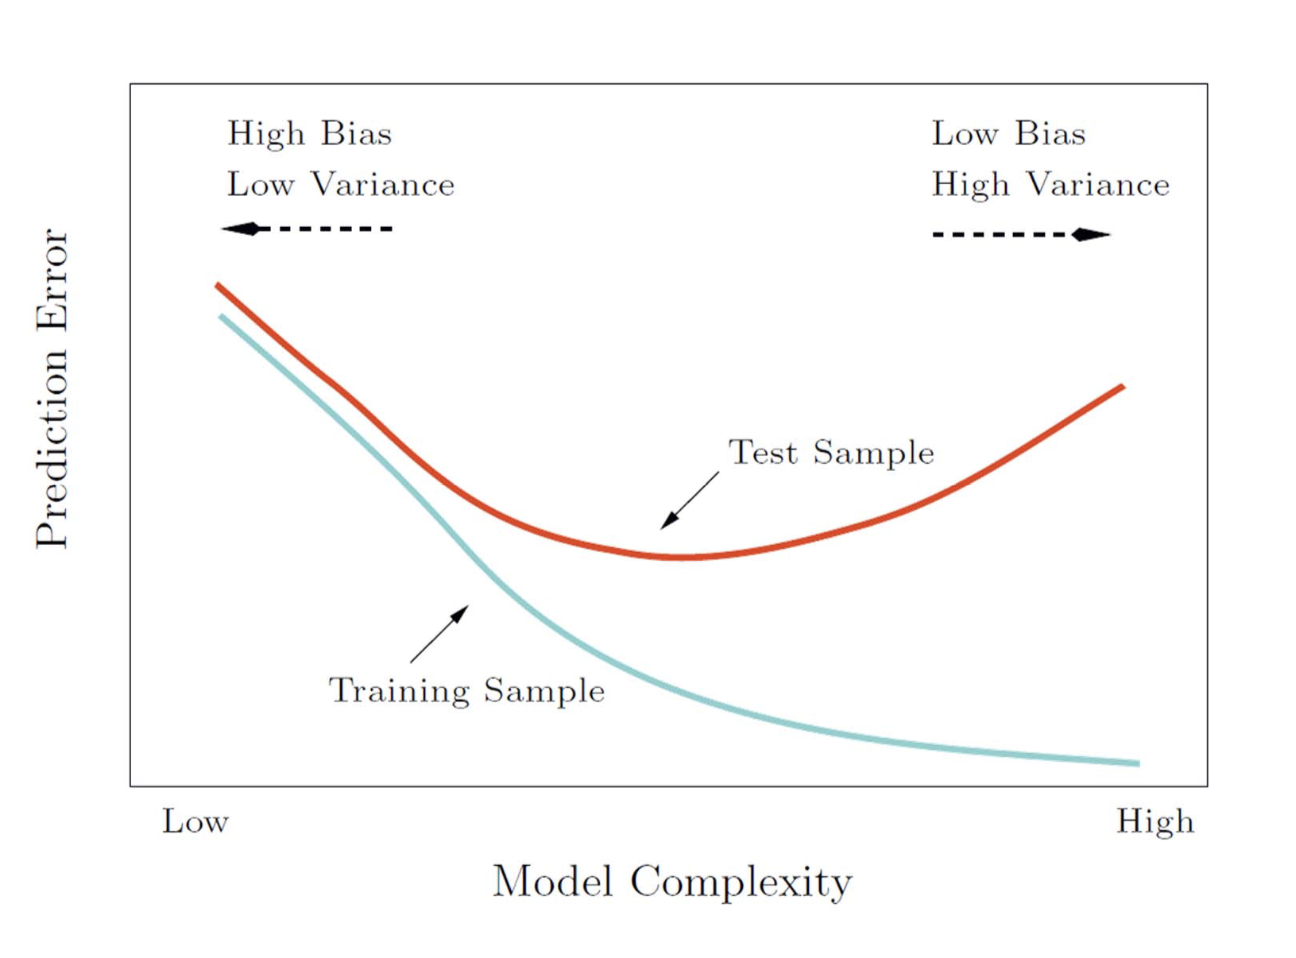 High Bias
Low Variance
Low Bias
High Variance
Prediction Error
Test Sample
Training Sample
Low
High
Model Complexity